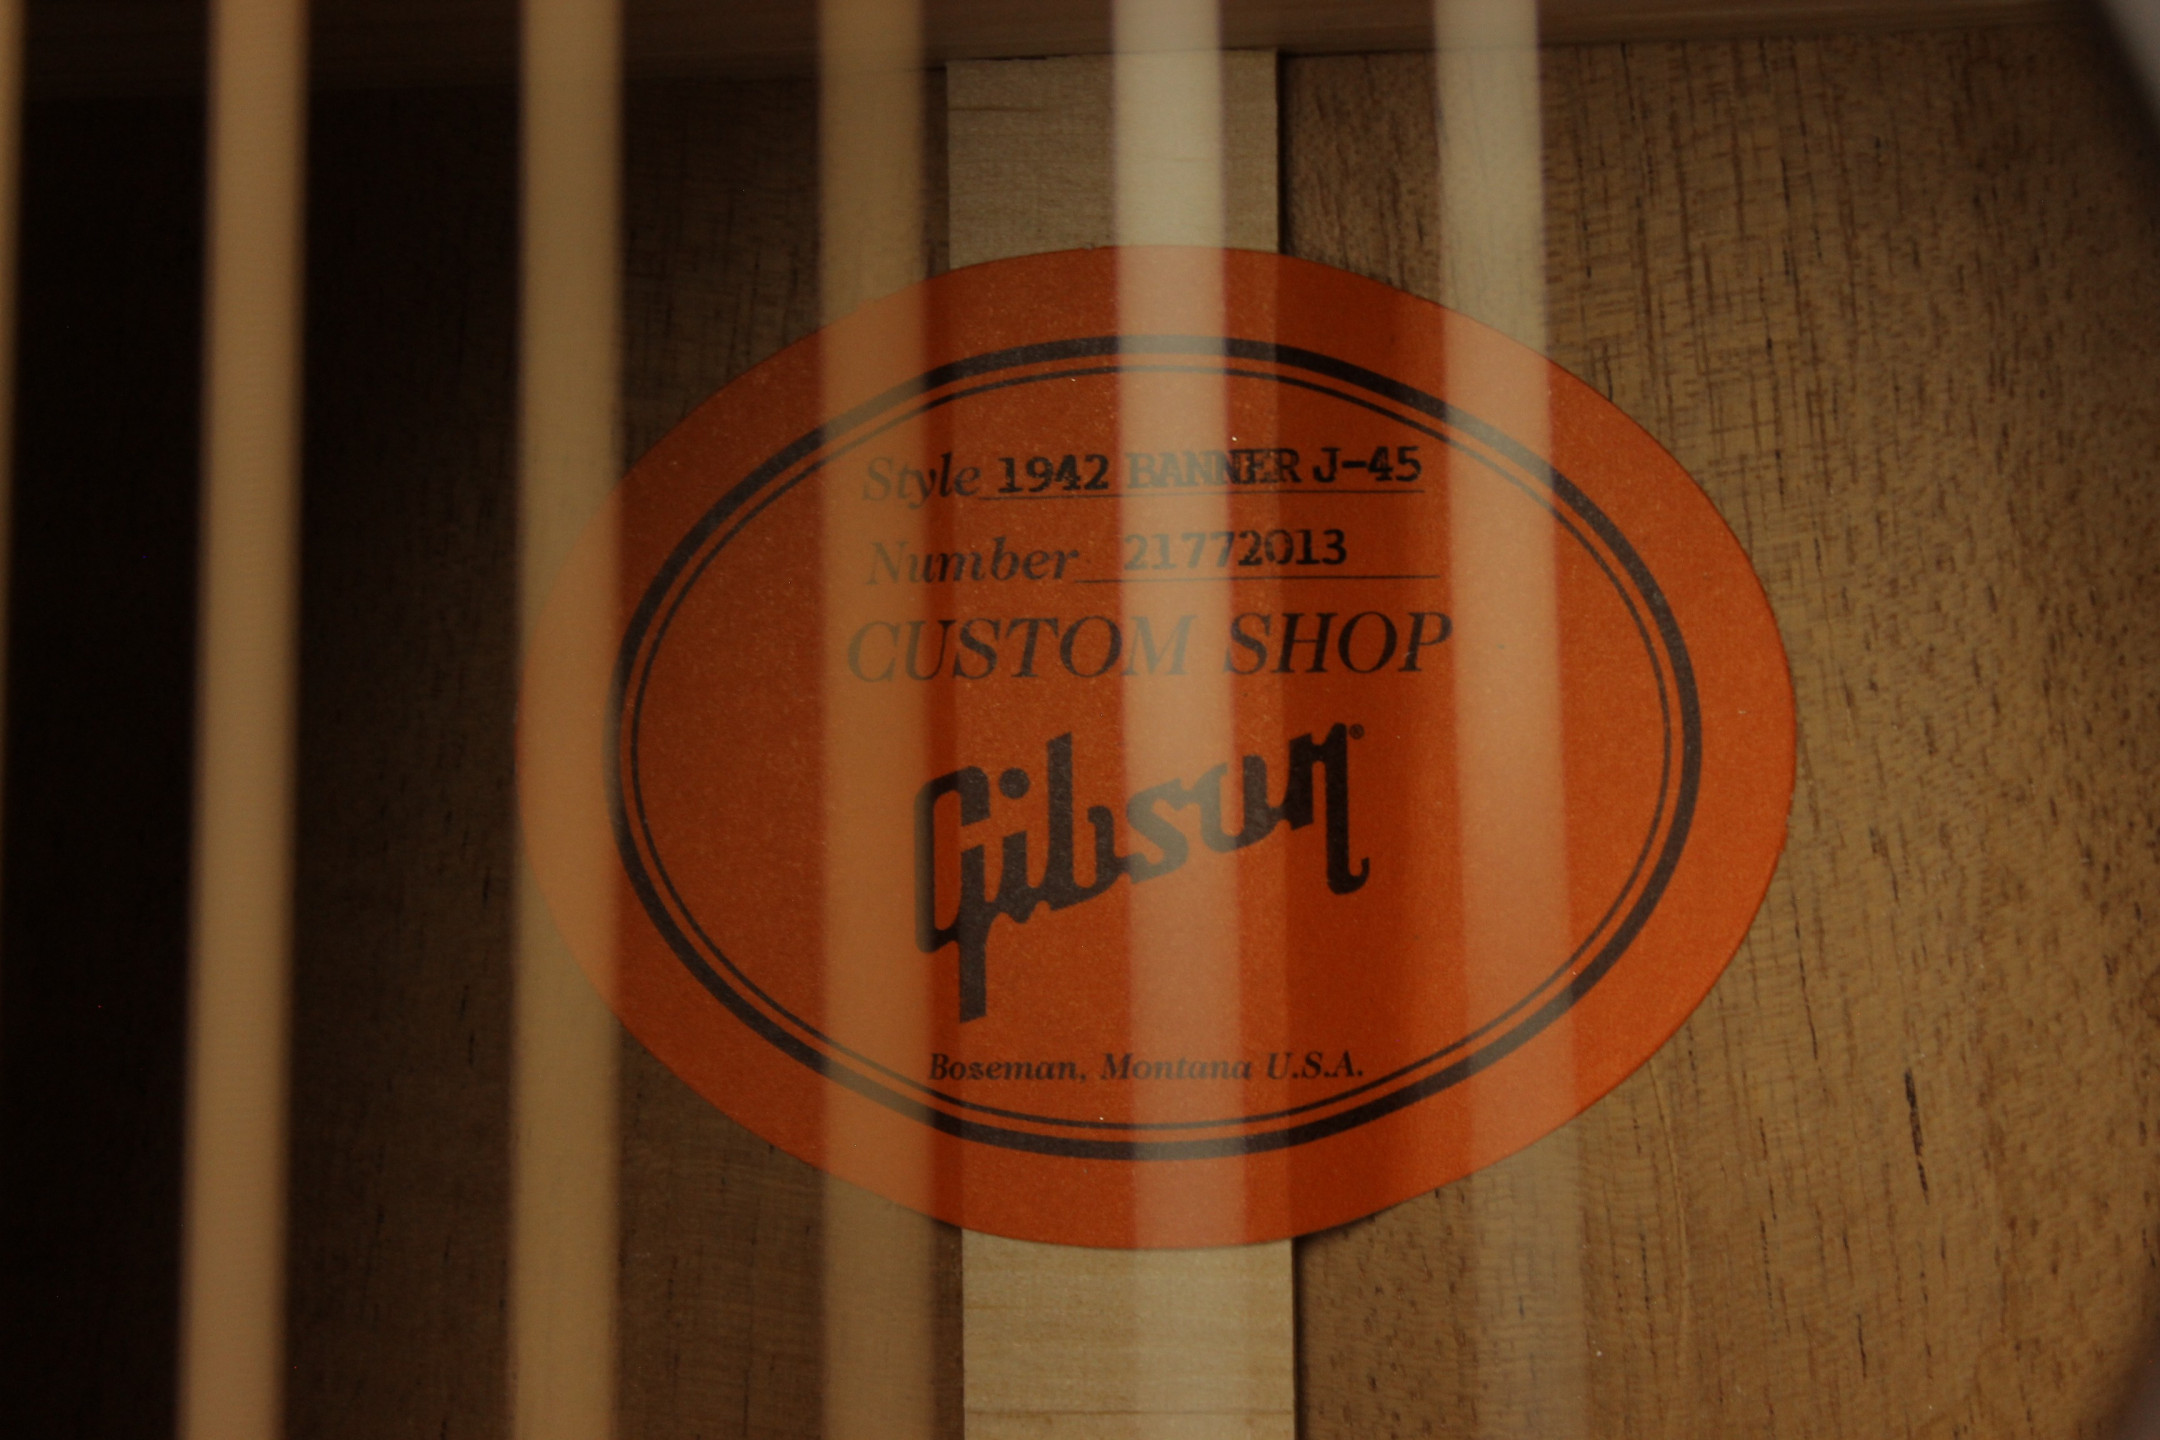 Style 1942 BANNER J-45
Number 21772013
CUSTOM SHOP
Gibson®
Bozeman, Montana U.S.A.